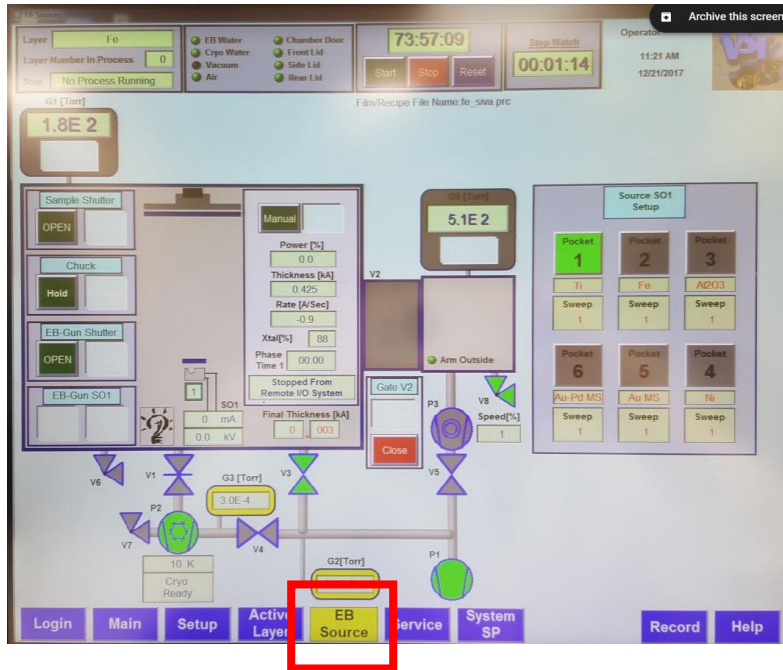 EB Source
Archive this screen
Layer
Fe
Layer Number In Process
0
Step
No Process Running
EB Water
Cryo Water
Vacuum
Air
Chamber Door
Front Lid
Side Lid
Rear Lid
73:57:09
Start
Stop
Reset
Stop Watch
00:01:14
Operator
11:21 AM
12/21/2017
Film/Recipe File Name:fe_siva.prc
G1 [Torr]
1.8E 2
Sample Shutter
OPEN
Chuck
Hold
EB-Gun Shutter
OPEN
EB-Gun SO1
1
SO1
0 mA
0.0 kV
Manual
Power [%]
0.0
Thickness [kA]
0.425
Rate [A/Sec]
-0.9
Xtal[%]
88
Phase
Time 1
00:00
Stopped From
Remote I/O System
Final Thickness [kA]
0 . 003
V2
5.1E 2
Arm Outside
Gate V2
Close
P3
V8
Speed[%]
1
V5
Source SO1
Setup
Pocket
1
Ti
Sweep
1
Pocket
2
Fe
Sweep
1
Pocket
3
Al2O3
Sweep
1
Pocket
6
Au-Pd MS
Sweep
1
Pocket
5
Au MS
Sweep
1
Pocket
4
Ni
Sweep
1
V6
V1
G3 [Torr]
3.0E-4
V3
P2
V7
V4
10 K
Cryo
Ready
G2[Torr]
P1
Login
Main
Setup
Active
Layer
EB
Source
Service
System
SP
Record
Help